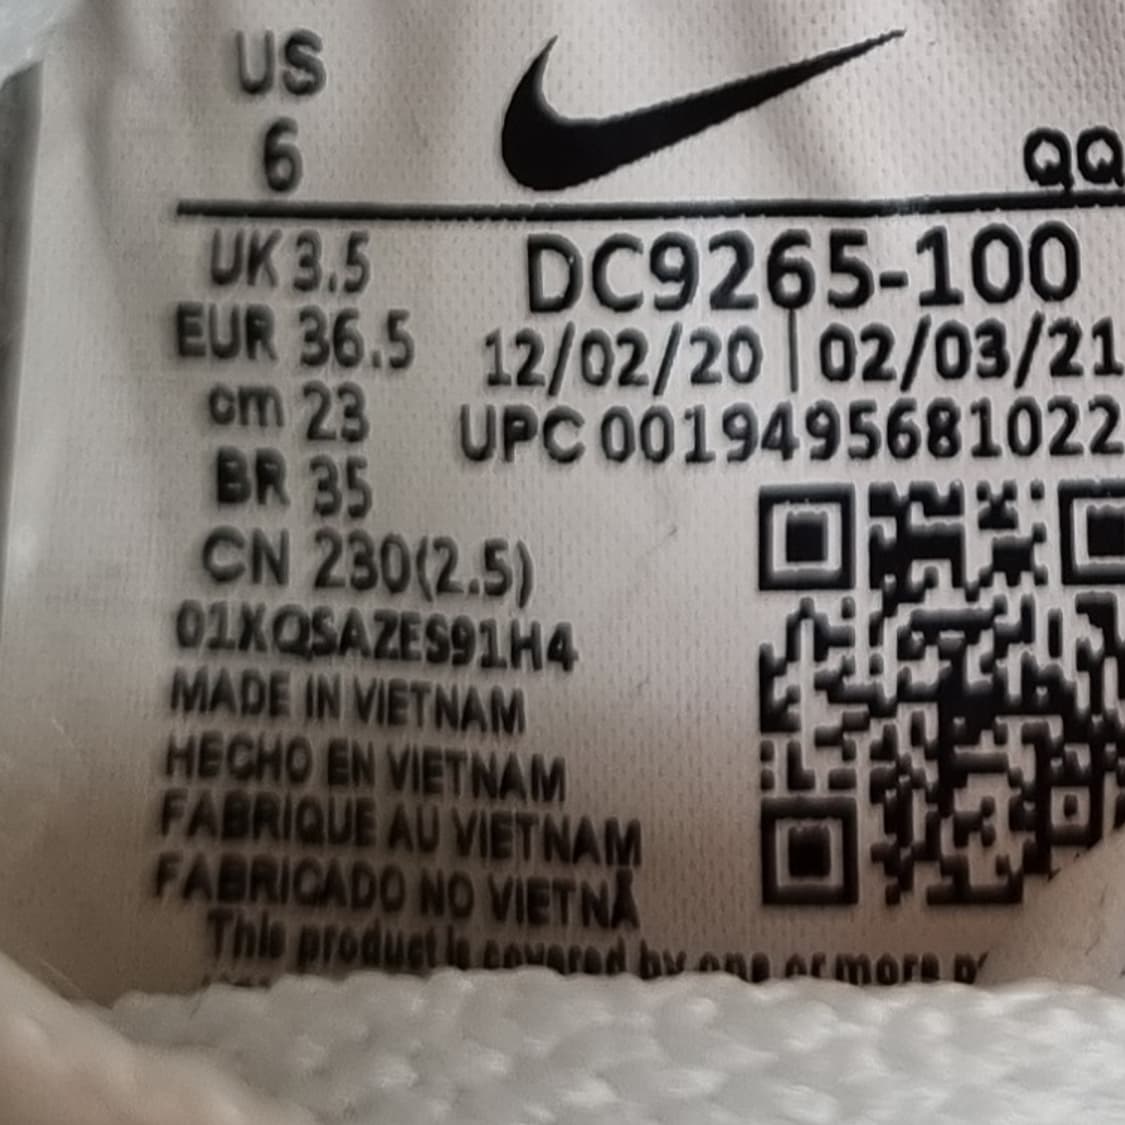 US
6
QQ
UK 3.5
EUR 36.5
cm 23
BR 35
CN 230(2.5)
DC9265-100
12/02/20 | 02/03/21
UPC 0019495681022
01XQSAZES91H4
MADE IN VIETNAM
HECHO EN VIETNAM
FABRIQUE AU VIETNAM
FABRICADO NO VIETNÃ
This product is covered by one or more